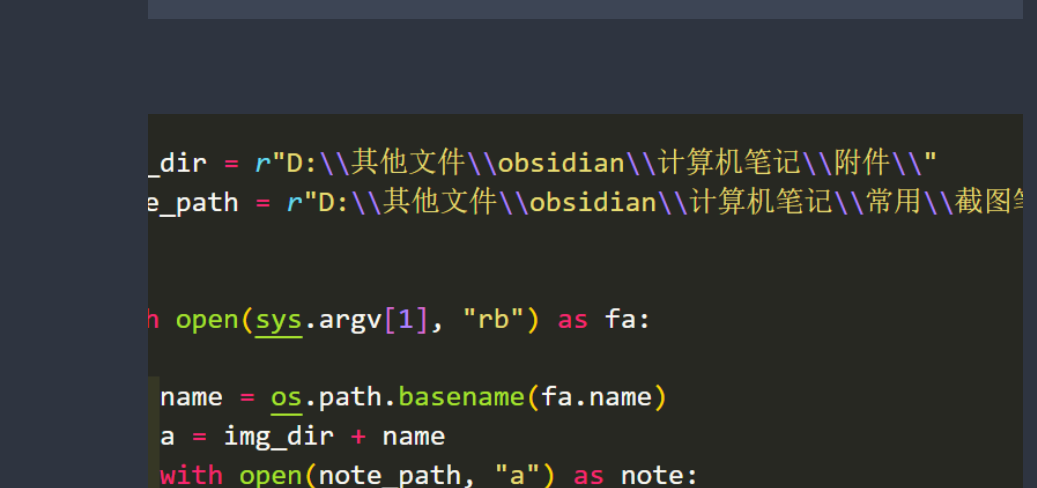 _dir = r"D:\\其他文件\\obsidian\\计算机笔记\\附件\\"
e_path = r"D:\\其他文件\\obsidian\\计算机笔记\\常用\\截图
h open(sys.argv[1], "rb") as fa:
name = os.path.basename(fa.name)
a = img_dir + name
with open(note_path, "a") as note: